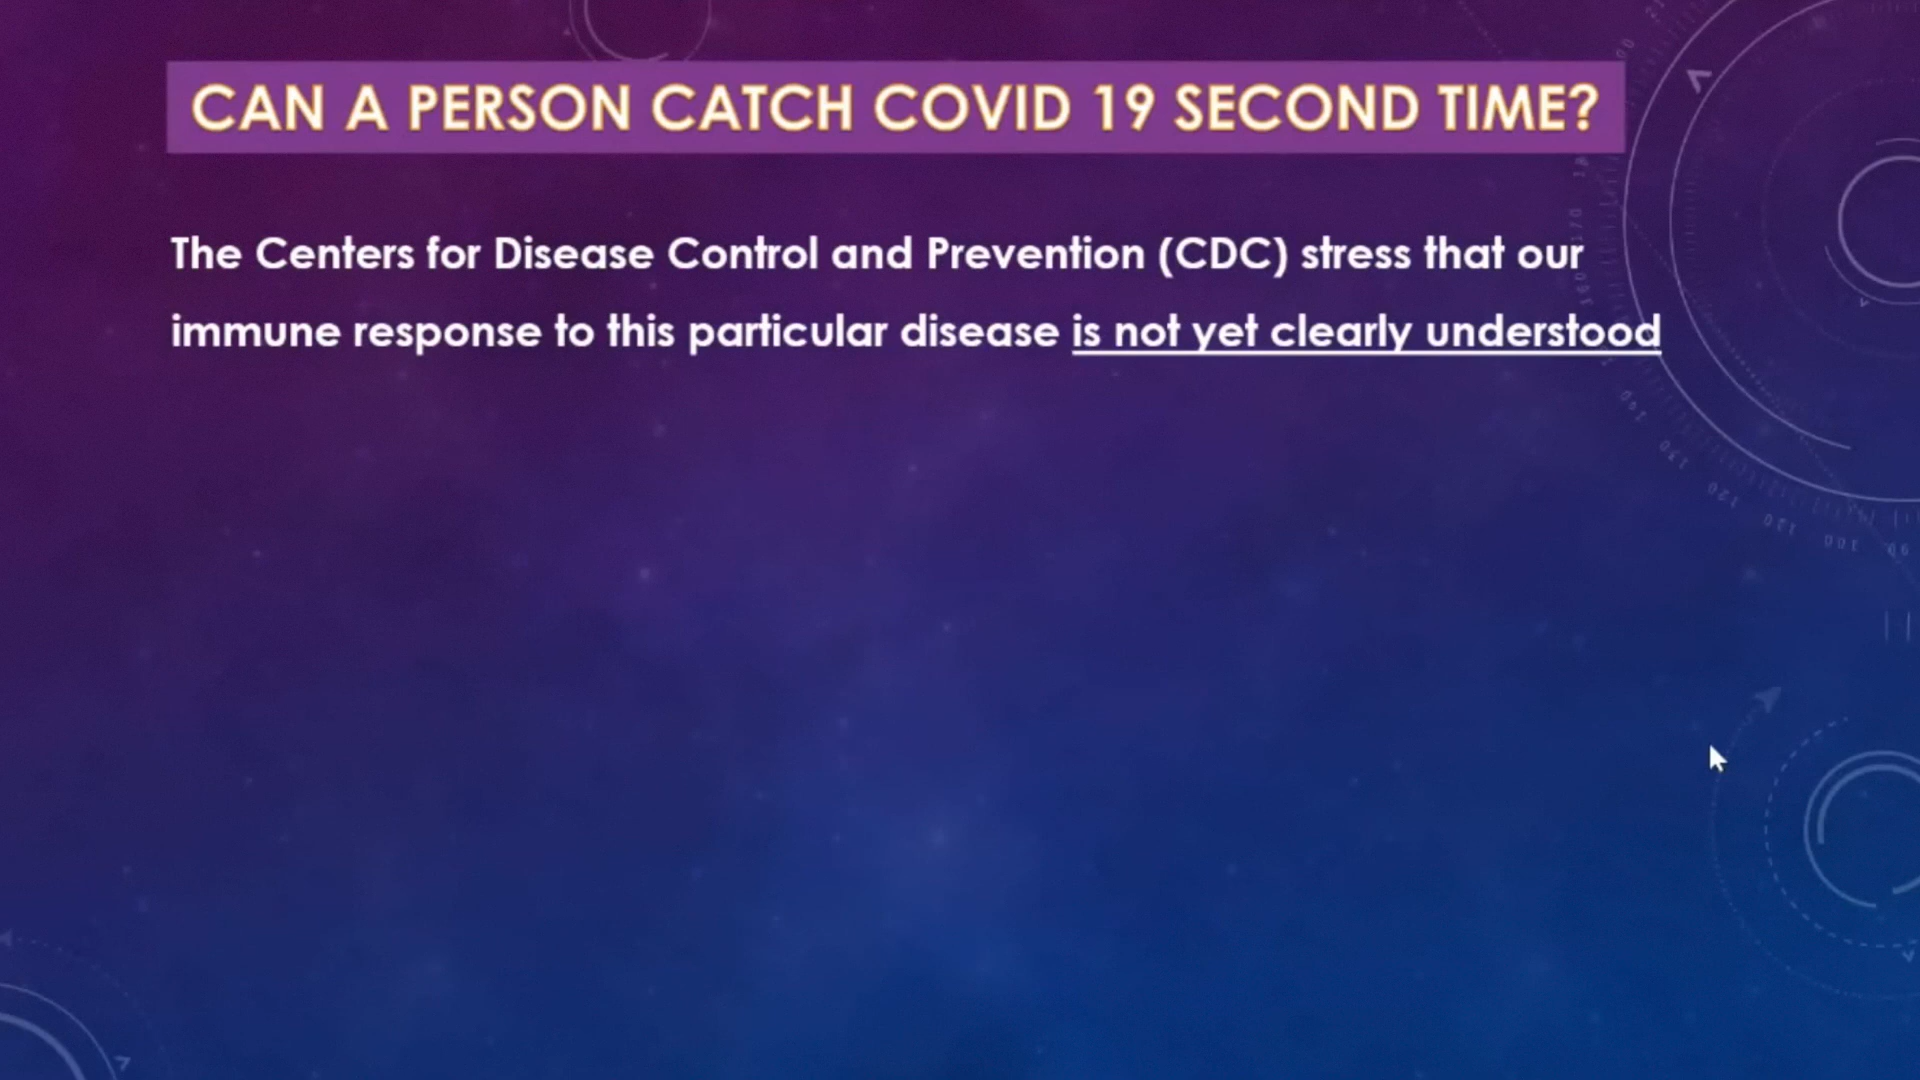 CAN A PERSON CATCH COVID 19 SECOND TIME?
The Centers for Disease Control and Prevention (CDC) stress that our
immune response to this particular disease is not yet clearly understood